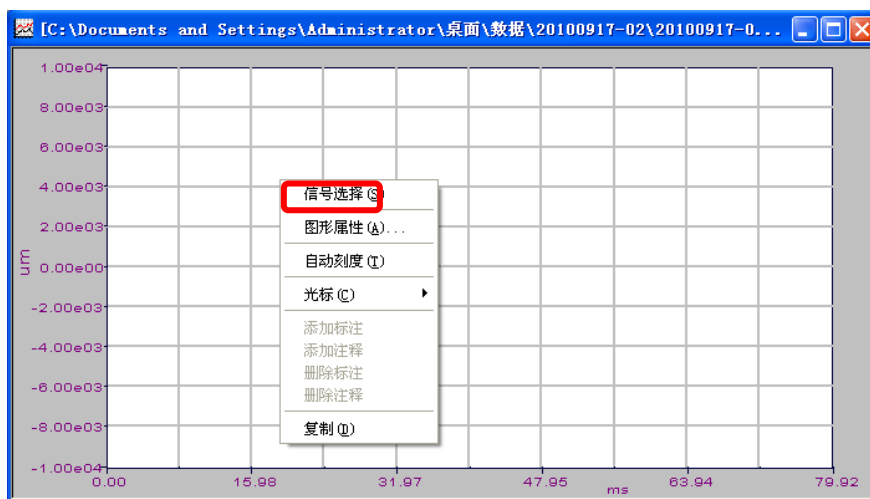 [C:\Documents and Settings\Administrator\桌面\数据\20100917-02\20100917-0...
1.00e04
8.00e03
6.00e03
4.00e03
2.00e03
0.00e00
-2.00e03
-4.00e03
-6.00e03
-8.00e03
-1.00e04
um
信号选择(S)
图形属性(A)...
自动刻度(T)
光标(C)
添加标注
添加注释
删除标注
删除注释
复制(D)
0.00 15.98 31.97 47.95 ms 63.94 79.92